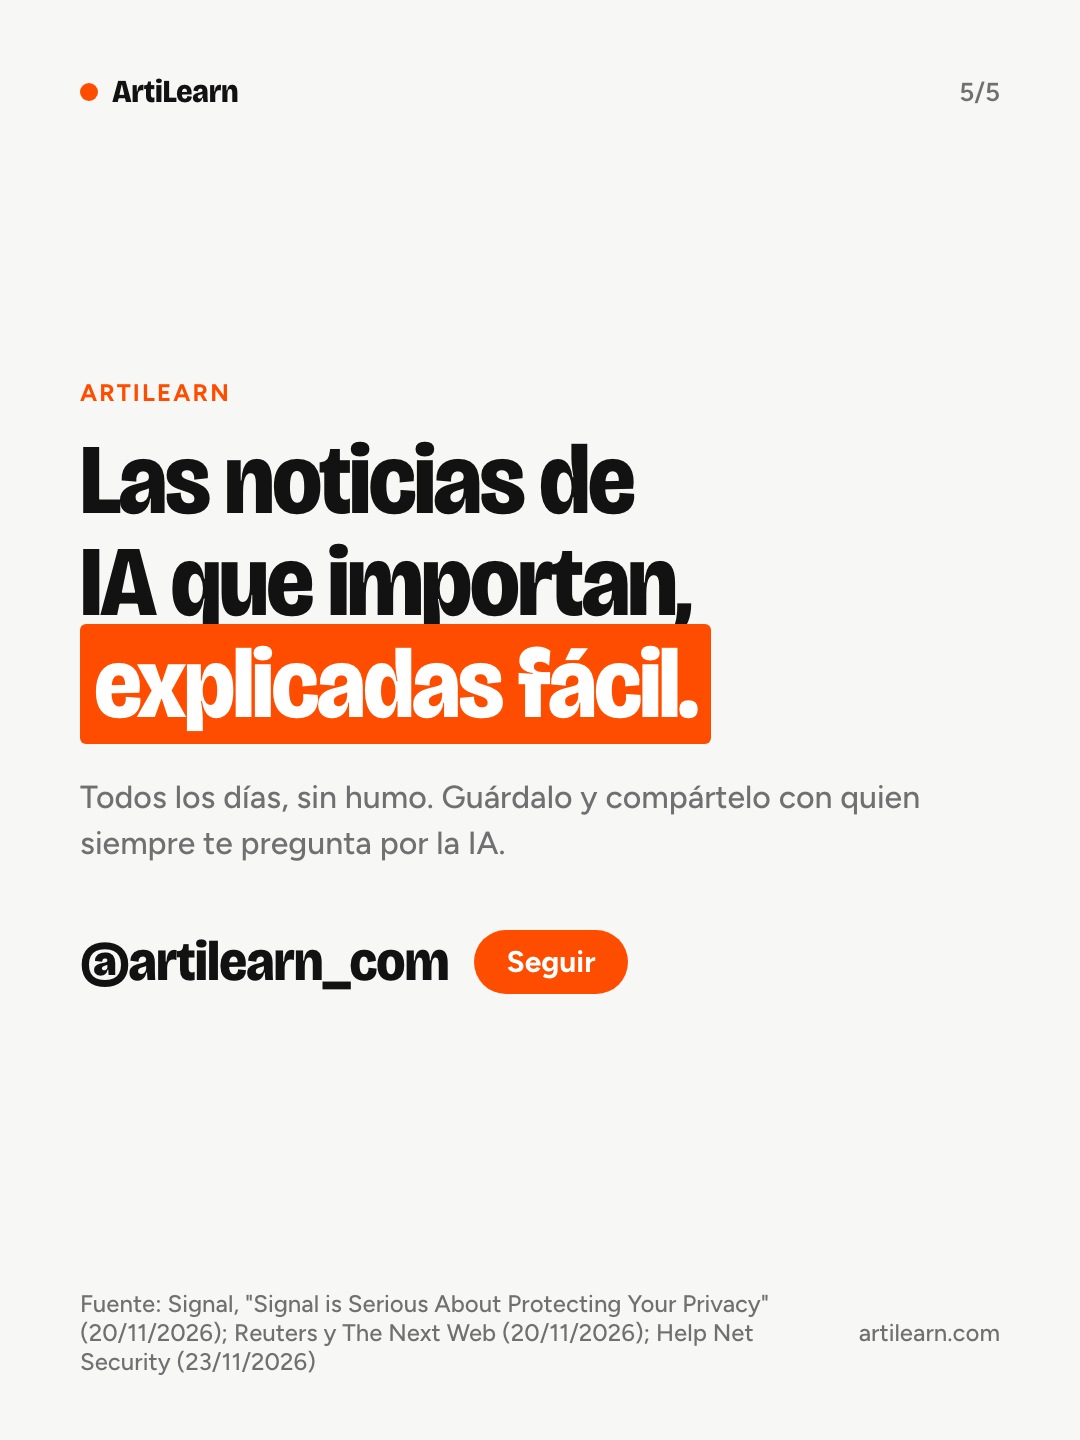 ArtiLearn
5/5
ARTILEARN
Las noticias de
IA que importan,
explicadas fácil.
Todos los días, sin humo. Guárdalo y compártelo con quien
siempre te pregunta por la IA.
@artilearn_com
Seguir
Fuente: Signal, "Signal is Serious About Protecting Your Privacy"
(20/11/2026); Reuters y The Next Web (20/11/2026); Help Net
Security (23/11/2026)
artilearn.com